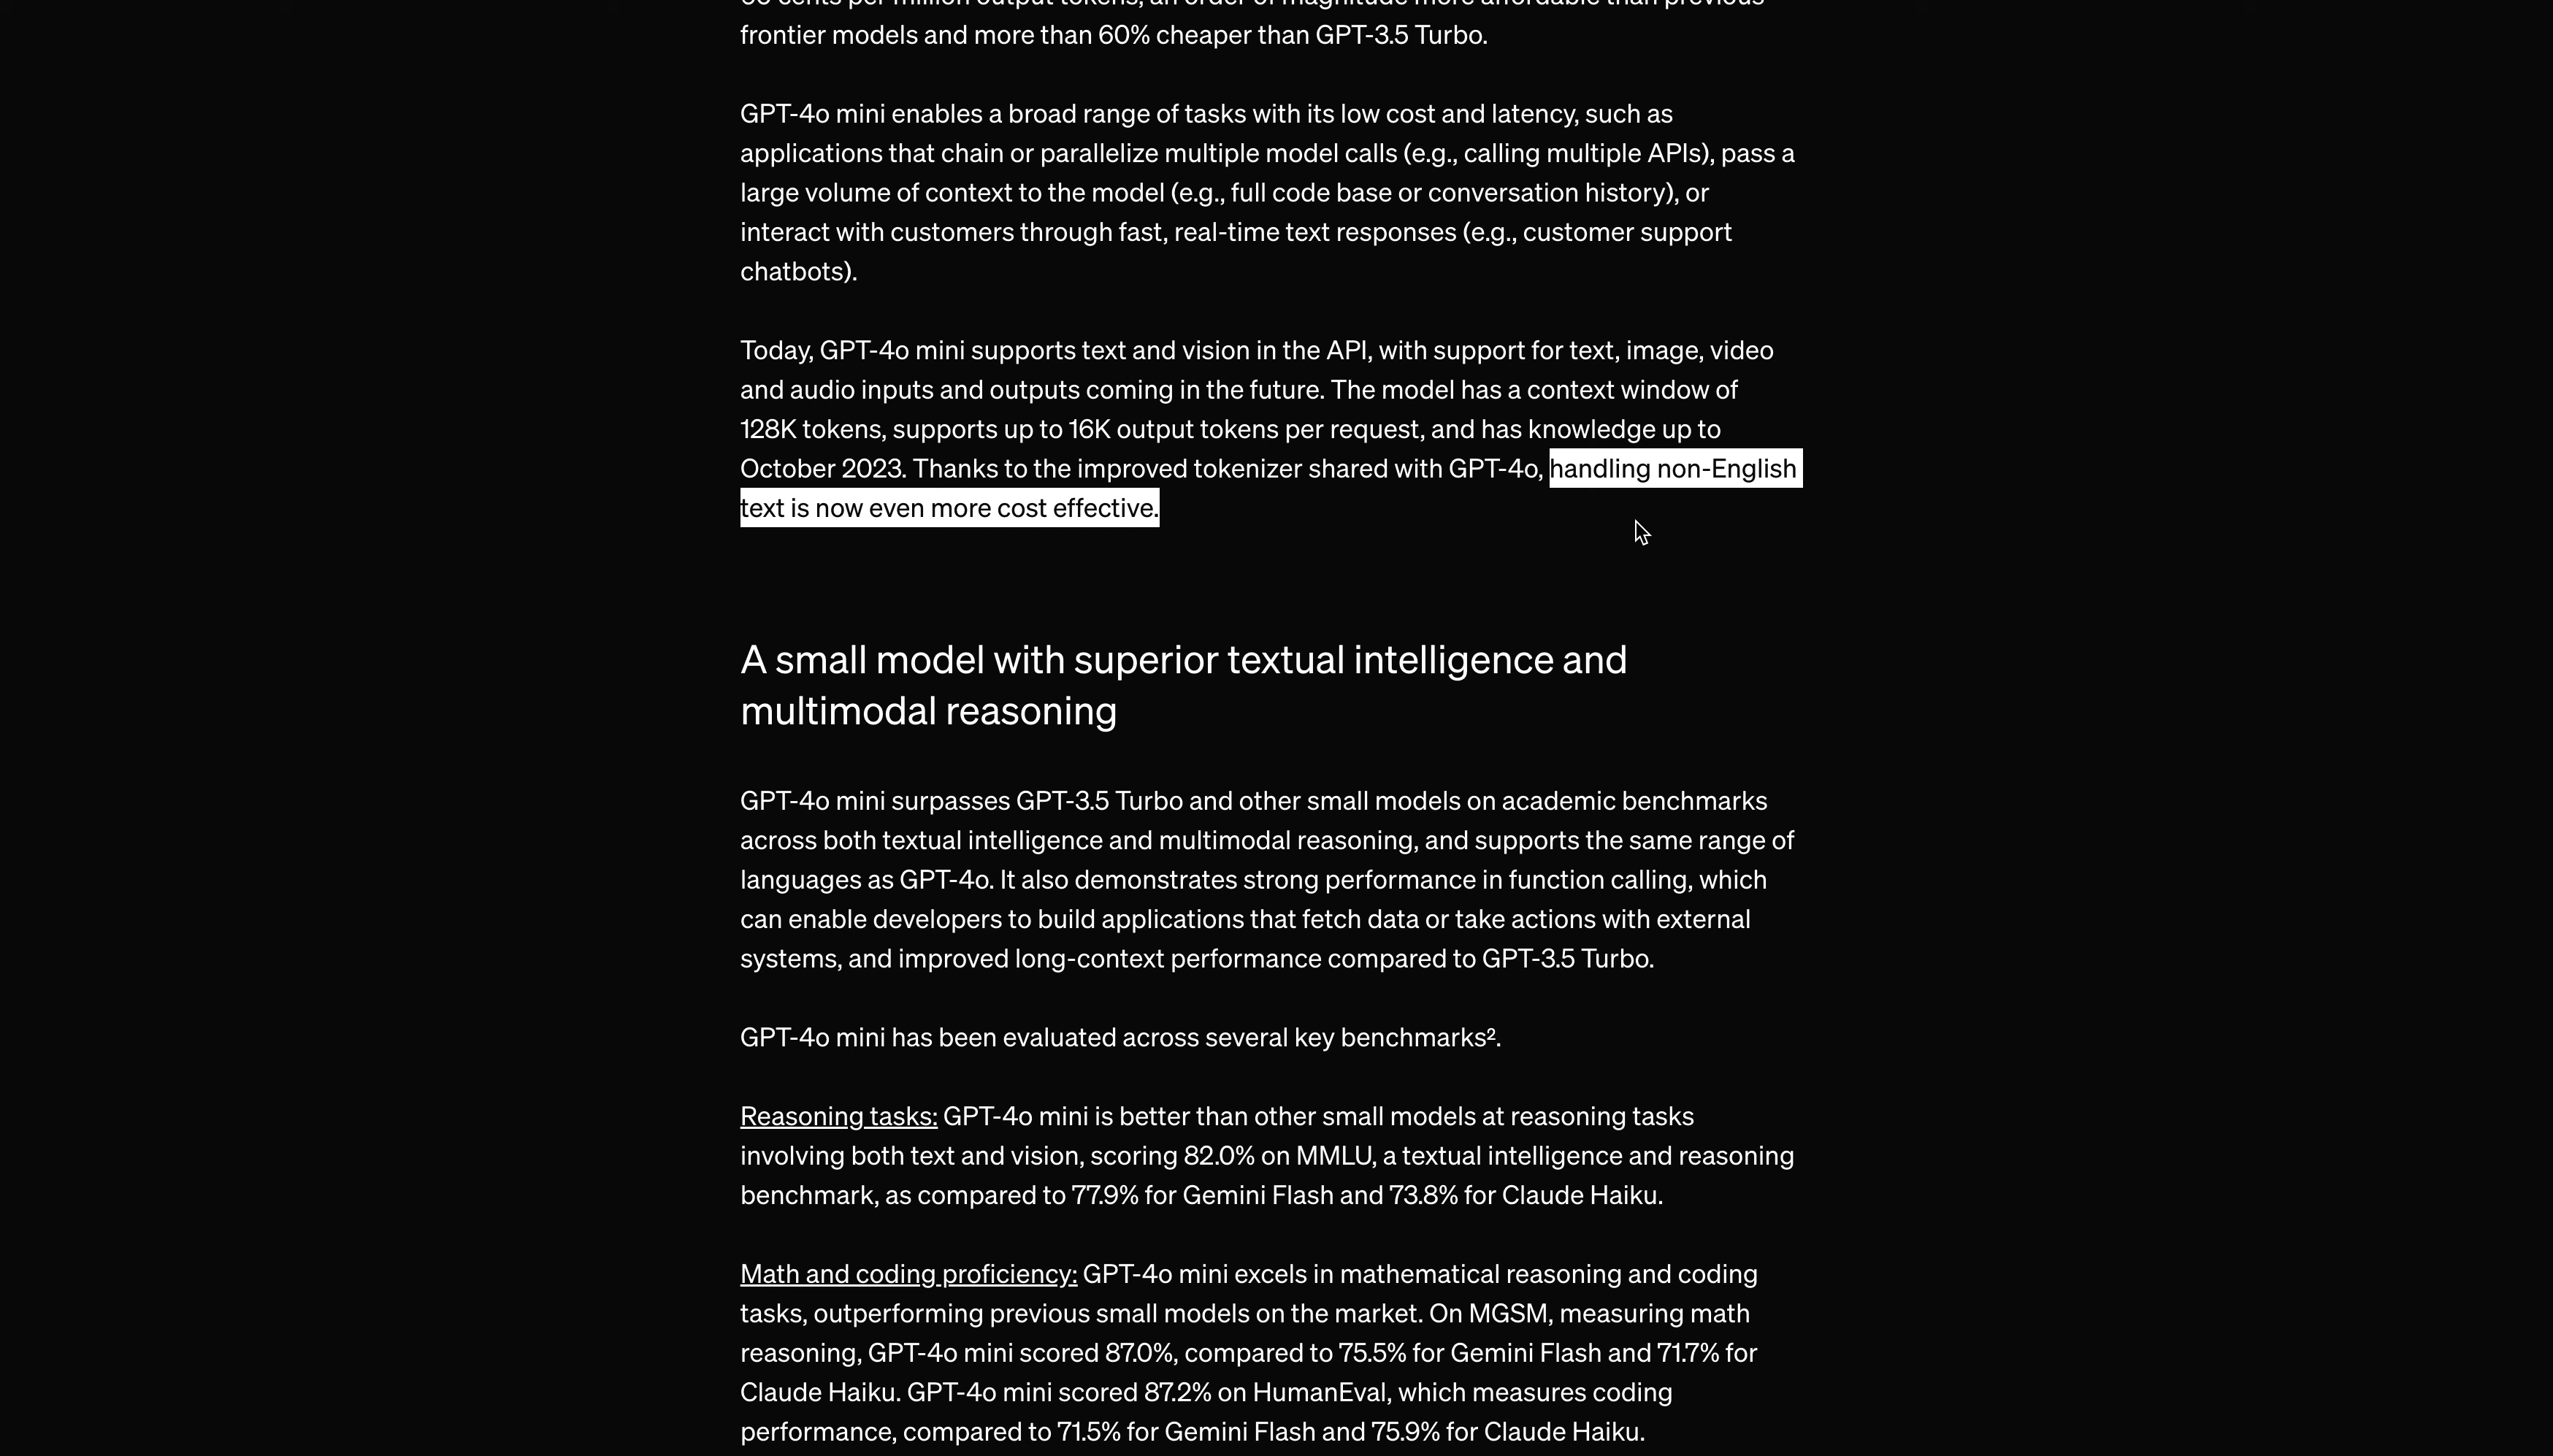 60 cents per million output tokens, an order of magnitude more affordable than previous
frontier models and more than 60% cheaper than GPT-3.5 Turbo.
GPT-4o mini enables a broad range of tasks with its low cost and latency, such as
applications that chain or parallelize multiple model calls (e.g., calling multiple APIs), pass a
large volume of context to the model (e.g., full code base or conversation history), or
interact with customers through fast, real-time text responses (e.g., customer support
chatbots).
Today, GPT-4o mini supports text and vision in the API, with support for text, image, video
and audio inputs and outputs coming in the future. The model has a context window of
128K tokens, supports up to 16K output tokens per request, and has knowledge up to
October 2023. Thanks to the improved tokenizer shared with GPT-4o, handling non-English
text is now even more cost effective.
A small model with superior textual intelligence and
multimodal reasoning
GPT-4o mini surpasses GPT-3.5 Turbo and other small models on academic benchmarks
across both textual intelligence and multimodal reasoning, and supports the same range of
languages as GPT-4o. It also demonstrates strong performance in function calling, which
can enable developers to build applications that fetch data or take actions with external
systems, and improved long-context performance compared to GPT-3.5 Turbo.
GPT-4o mini has been evaluated across several key benchmarks².
Reasoning tasks: GPT-4o mini is better than other small models at reasoning tasks
involving both text and vision, scoring 82.0% on MMLU, a textual intelligence and reasoning
benchmark, as compared to 77.9% for Gemini Flash and 73.8% for Claude Haiku.
Math and coding proficiency: GPT-4o mini excels in mathematical reasoning and coding
tasks, outperforming previous small models on the market. On MGSM, measuring math
reasoning, GPT-4o mini scored 87.0%, compared to 75.5% for Gemini Flash and 71.7% for
Claude Haiku. GPT-4o mini scored 87.2% on HumanEval, which measures coding
performance, compared to 71.5% for Gemini Flash and 75.9% for Claude Haiku.